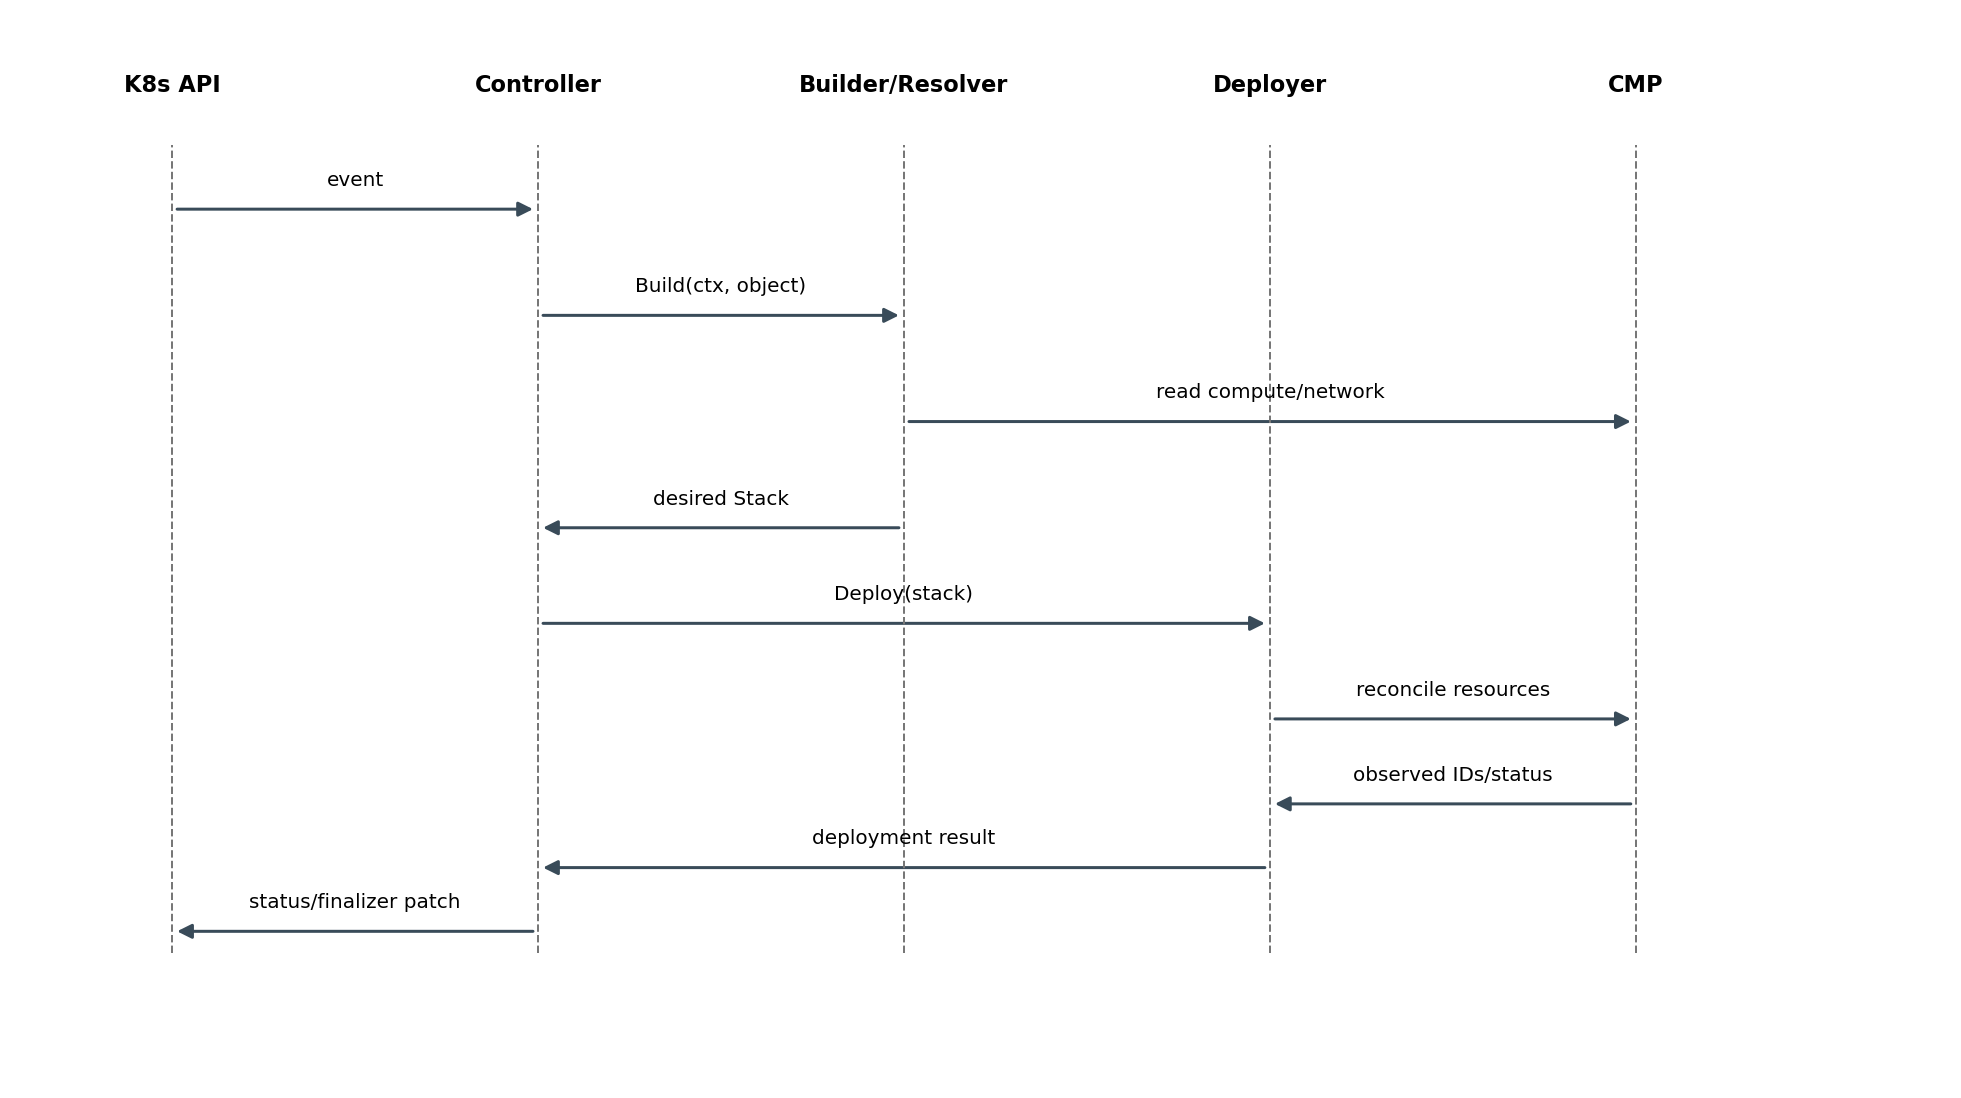 K8s API
Controller
Builder/Resolver
Deployer
CMP
event
Build(ctx, object)
read compute/network
desired Stack
Deploy(stack)
reconcile resources
observed IDs/status
deployment result
status/finalizer patch